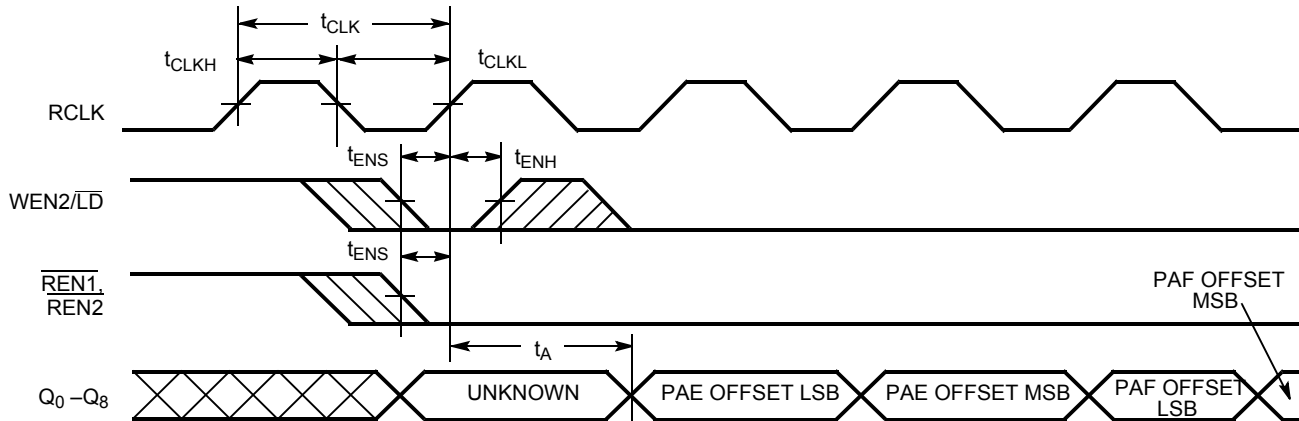 tCLK
tCLKH
tCLKL
RCLK
tENS
tENH
WEN2/LD
tENS
REN1,
REN2
PAF OFFSET
MSB
tA
Q0 –Q8
UNKNOWN
PAE OFFSET LSB
PAE OFFSET MSB
PAF OFFSET
LSB